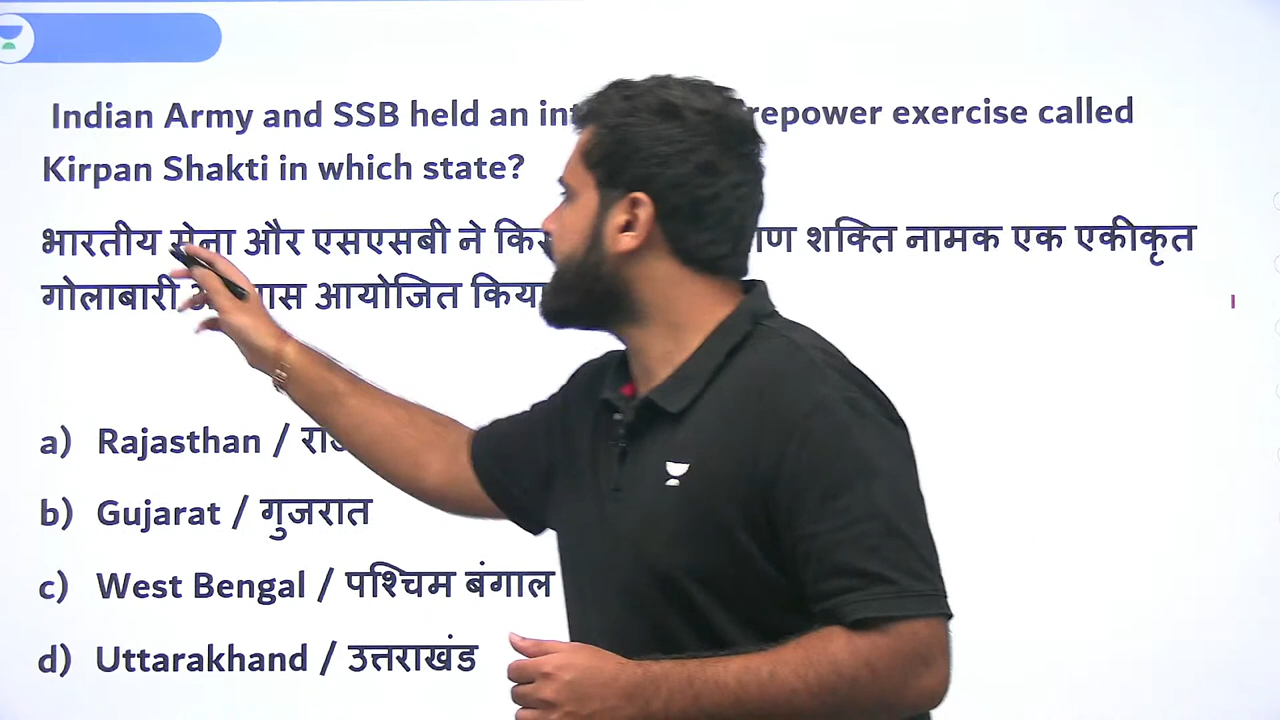 Indian Army and SSB held an repower exercise called
Kirpan Shakti in which state?
भारतीय सेना और एसएसबी ने शक्ति नामक एक एकीकृत
गोलाबारी आयोजित
a) Rajasthan /
b) Gujarat / गुजरात
c) West Bengal / पश्चिम बंगाल
d) Uttarakhand / उत्तराखंड